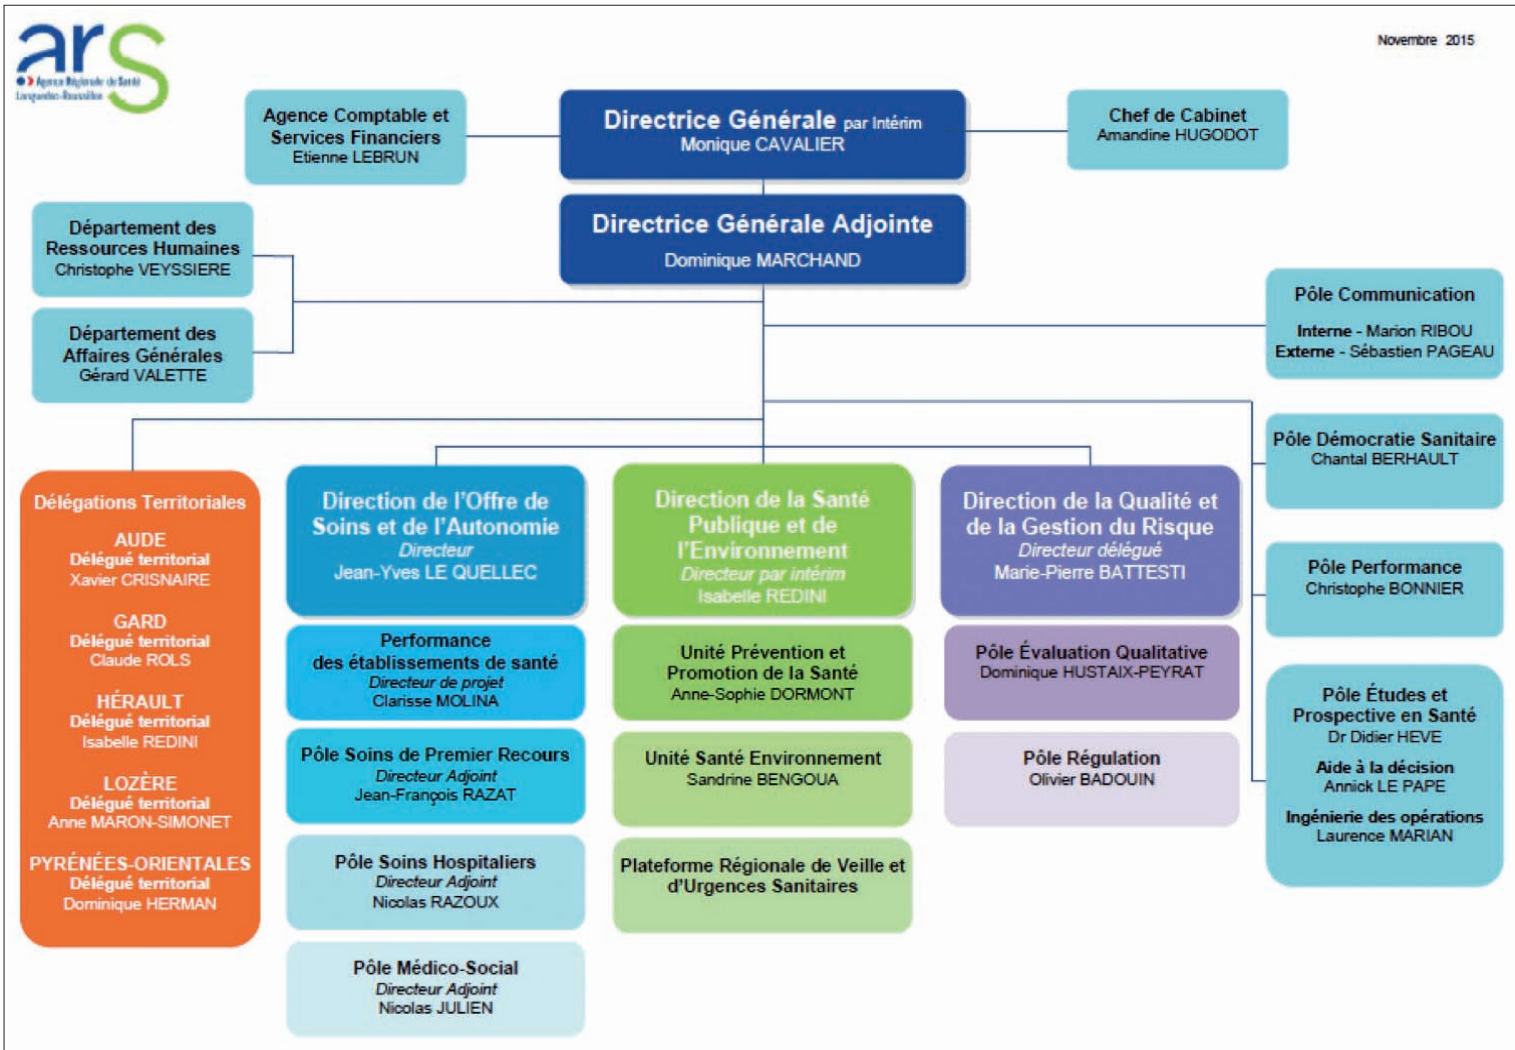 ars
Agence Régionale de Santé
Languedoc-Roussillon
Novembre 2015
Agence Comptable et
Services Financiers
Etienne LEBRUN
Directrice Générale par Intérim
Monique CAVALIER
Chef de Cabinet
Amandine HUGODOT
Directrice Générale Adjointe
Dominique MARCHAND
Département des
Ressources Humaines
Christophe VEYSSIERE
Département des
Affaires Générales
Gérard VALETTE
Pôle Communication
Interne - Marion RIBOU
Externe - Sébastien PAGEAU
Pôle Démocratie Sanitaire
Chantal BERHAULT
Pôle Performance
Christophe BONNIER
Pôle Études et
Prospective en Santé
Dr Didier HEVE
Aide à la décision
Annick LE PAPE
Ingénierie des opérations
Laurence MARIAN
Délégations Territoriales
AUDE
Délégué territorial
Xavier CRISNAIRE
GARD
Délégué territorial
Claude ROLS
HÉRAULT
Délégué territorial
Isabelle REDINI
LOZÈRE
Délégué territorial
Anne MARON-SIMONET
PYRÉNÉES-ORIENTALES
Délégué territorial
Dominique HERMAN
Direction de l'Offre de
Soins et de l'Autonomie
Directeur
Jean-Yves LE QUELLEC
Performance
des établissements de santé
Directeur de projet
Clarisse MOLINA
Pôle Soins de Premier Recours
Directeur Adjoint
Jean-François RAZAT
Pôle Soins Hospitaliers
Directeur Adjoint
Nicolas RAZOUX
Pôle Médico-Social
Directeur Adjoint
Nicolas JULIEN
Direction de la Santé
Publique et de
l'Environnement
Directeur par intérim
Isabelle REDINI
Unité Prévention et
Promotion de la Santé
Anne-Sophie DORMONT
Unité Santé Environnement
Sandrine BENGOUA
Plateforme Régionale de Veille et
d'Urgences Sanitaires
Direction de la Qualité et
de la Gestion du Risque
Directeur délégué
Marie-Pierre BATTESTI
Pôle Évaluation Qualitative
Dominique HUSTAIX-PEYRAT
Pôle Régulation
Olivier BADOUIN